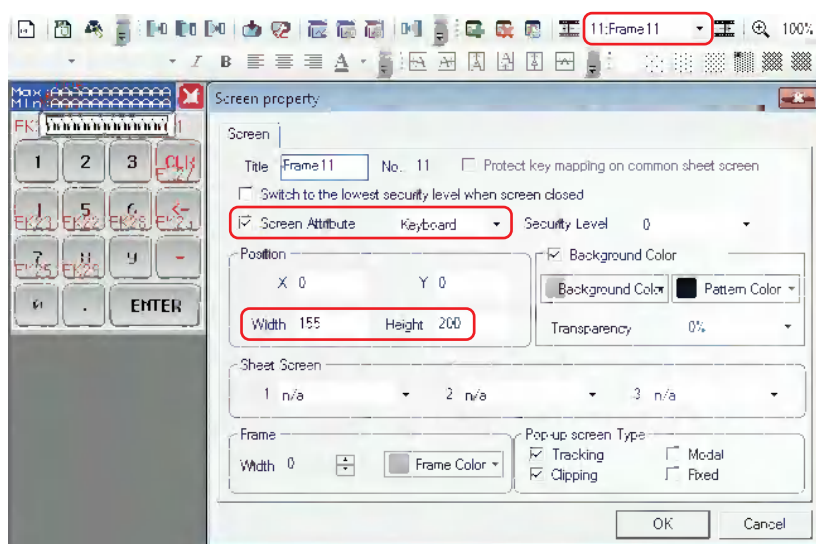 11:Frame11 100%
I B A
Max:
Min:
Screen property
Screen
Title Frame11 No.. 11 Protect key mapping on common sheet screen
Switch to the lowest security level when screen closed
Screen Attribute Keyboard Security Level 0
Position
X 0 Y 0
Width 155 Height 200
Background Color
Background Color Pattern Color
Transparency 0%
Sheet Screen
1 n/a 2 n/a 3 n/a
Frame
Width 0 Frame Color
Pop-up screen Type
Tracking Modal
Clipping Fixed
OK Cancel
1 2 3 CLR
5 6 <-
7 9 -
. ENTER